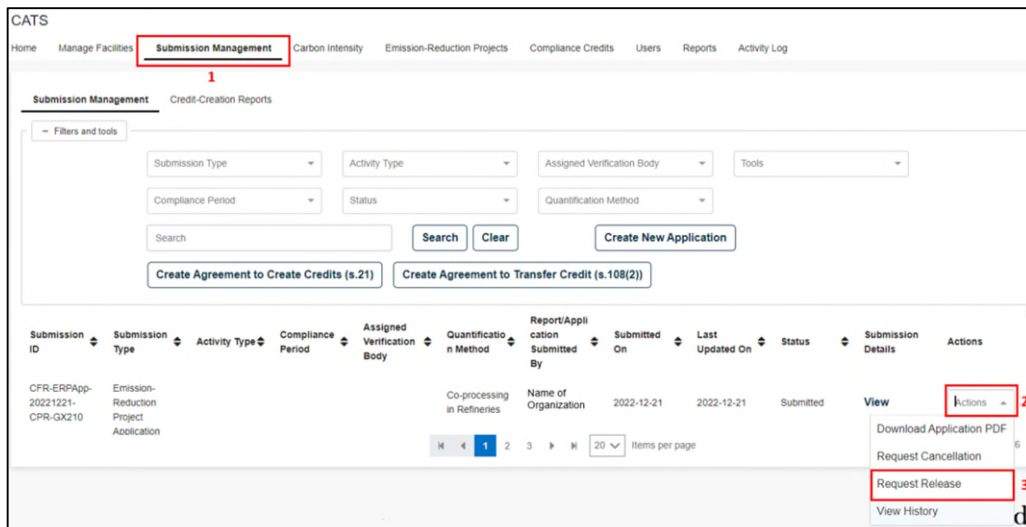 CATS
Home Manage Facilities Submission Management Carbon Intensity Emission-Reduction Projects Compliance Credits Users Reports Activity Log
1
Submission Management Credit-Creation Reports
− Filters and tools
Submission Type Activity Type Assigned Verification Body Tools
Compliance Period Status Quantification Method
Search Search Clear Create New Application
Create Agreement to Create Credits (s.21) Create Agreement to Transfer Credit (s.108(2))
Submission ID Submission Type Activity Type Compliance Period Assigned Verification Body Quantificatio n Method Report/Appli cation Submitted By Submitted On Last Updated On Status Submission Details Actions
CFR-ERPApp-20221221-CPR-GX210 Emission-Reduction Project Application Co-processing in Refineries Name of Organization 2022-12-21 2022-12-21 Submitted View Actions 2
Download Application PDF
1 2 3 20 Items per page 6
Request Cancellation
Request Release 3
View History d